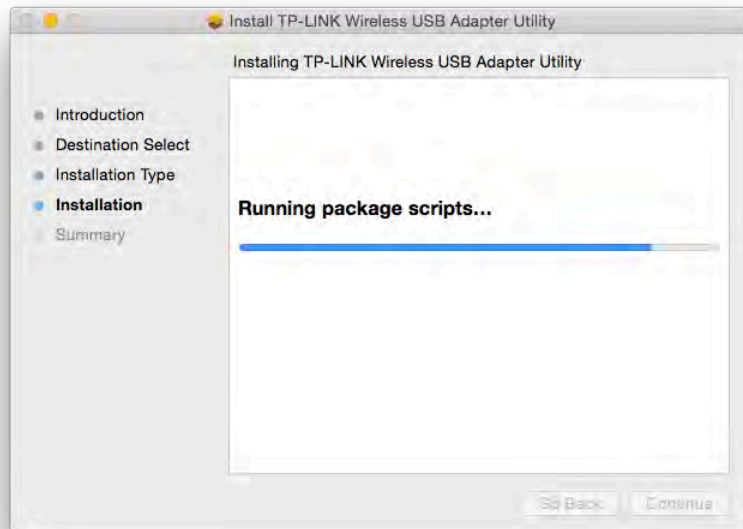 Install TP-LINK Wireless USB Adapter Utility
Installing TP-LINK Wireless USB Adapter Utility
Introduction
Destination Select
Installation Type
Installation
Summary
Running package scripts...
Go Back
Continue